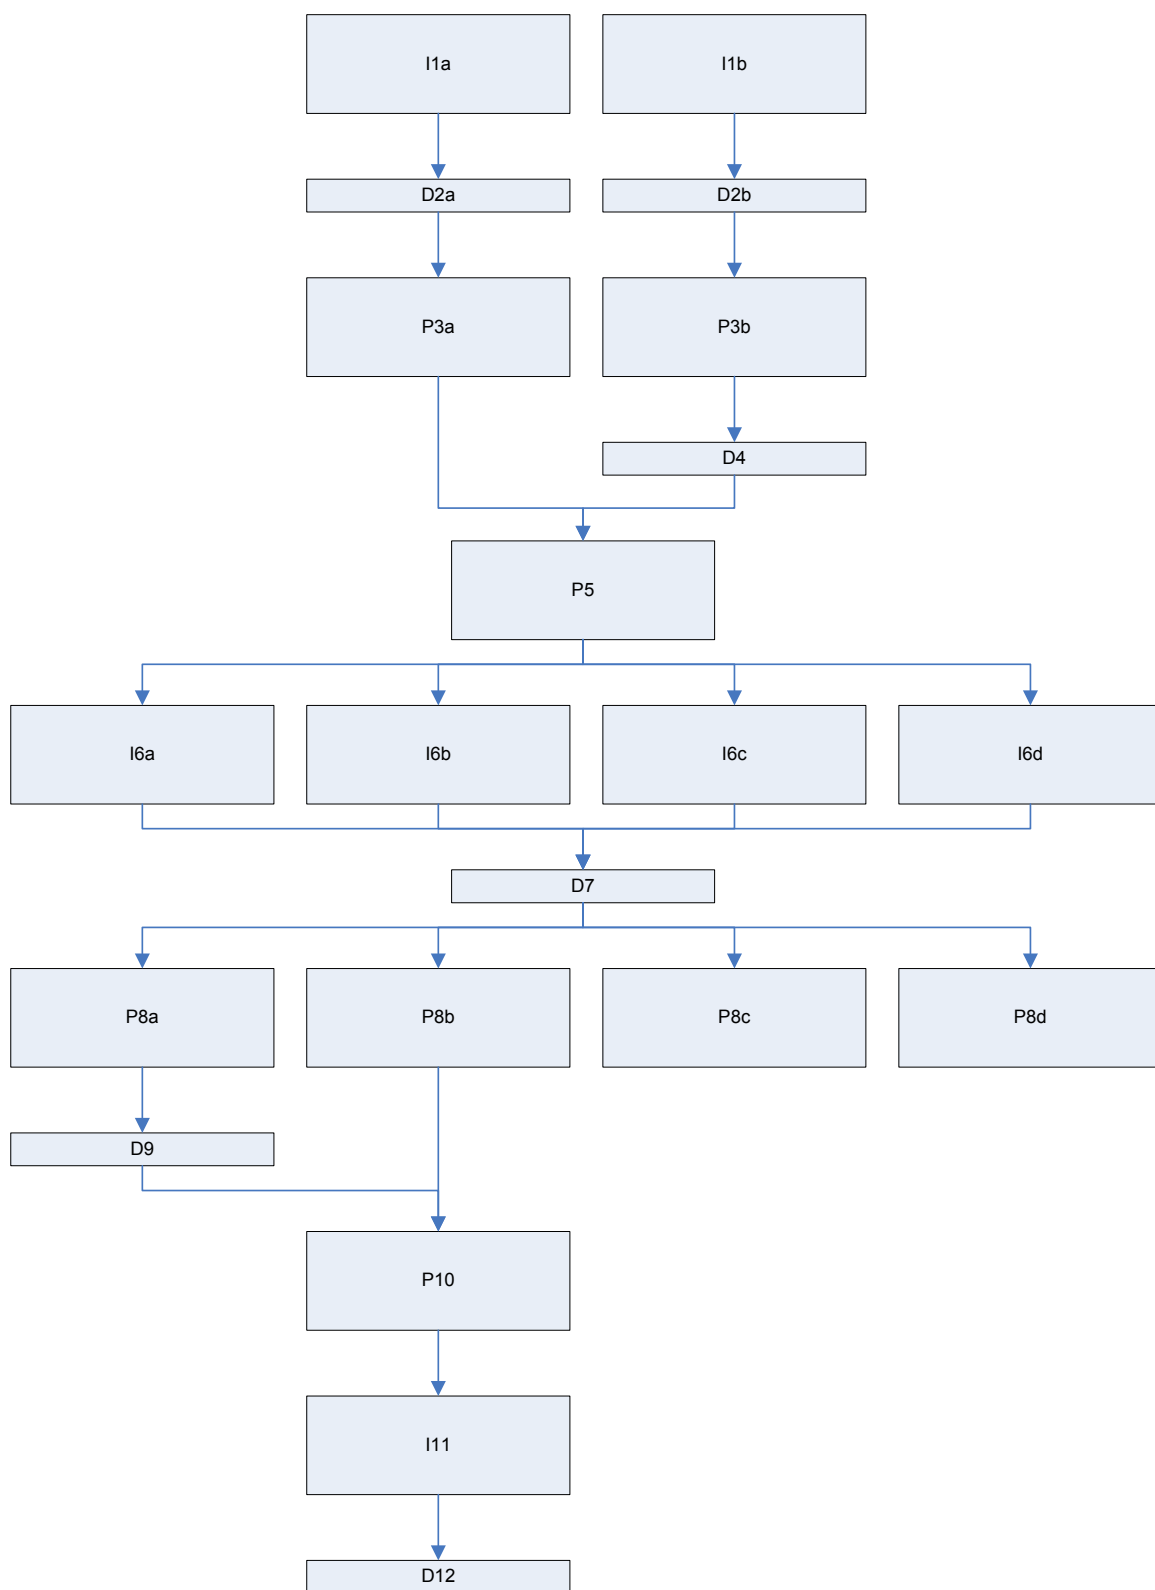 I1a
I1b
D2a
D2b
P3a
P3b
D4
P5
I6a
I6b
I6c
I6d
D7
P8a
P8b
P8c
P8d
D9
P10
I11
D12